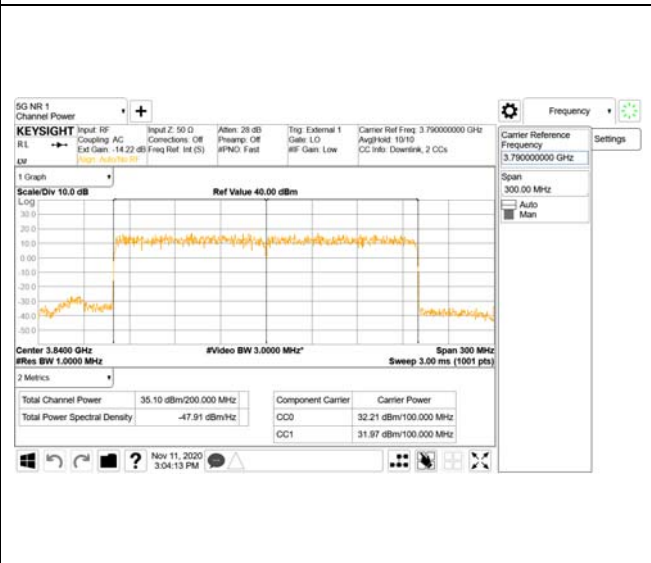 5G NR 1
Channel Power
Frequency
KEYSIGHT
Input: RF
Input Z: 50 Ω
Atten: 28 dB
Trig: External 1
Carrier Ref Freq: 3.790000000 GHz
RL
Coupling: AC
Corrections: Off
Preamp: Off
Gate: LO
Avg|Hold: 10/10
Ext Gain: -14.22 dB
Freq Ref: Int (S)
#PNO: Fast
#IF Gain: Low
CC Info: Downlink, 2 CCs
Align: Auto/No RF
Carrier Reference
Frequency
3.790000000 GHz
Settings
Span
300.00 MHz
Auto
Man
1 Graph
Scale/Div 10.0 dB
Ref Value 40.00 dBm
Log
30.0
20.0
10.0
0.00
-10.0
-20.0
-30.0
-40.0
-50.0
Center 3.8400 GHz
#Video BW 3.0000 MHz*
Span 300 MHz
#Res BW 1.0000 MHz
Sweep 3.00 ms (1001 pts)
2 Metrics
Total Channel Power
35.10 dBm/200.000 MHz
Total Power Spectral Density
-47.91 dBm/Hz
Component Carrier
Carrier Power
CC0
32.21 dBm/100.000 MHz
CC1
31.97 dBm/100.000 MHz
Nov 11, 2020
3:04:13 PM